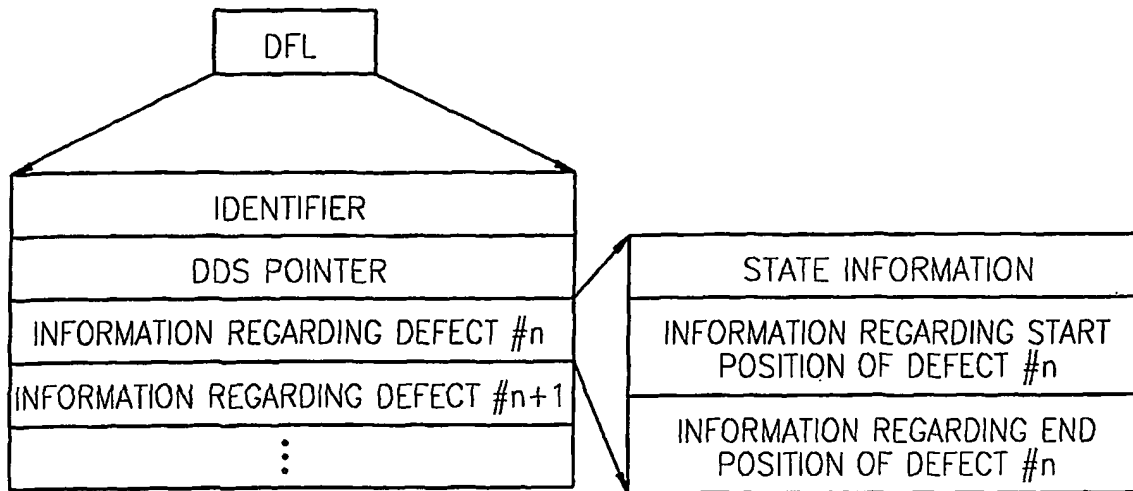 DFL
IDENTIFIER
DDS POINTER
INFORMATION REGARDING DEFECT #n
INFORMATION REGARDING DEFECT #n+1
⋮
STATE INFORMATION
INFORMATION REGARDING START
POSITION OF DEFECT #n
INFORMATION REGARDING END
POSITION OF DEFECT #n